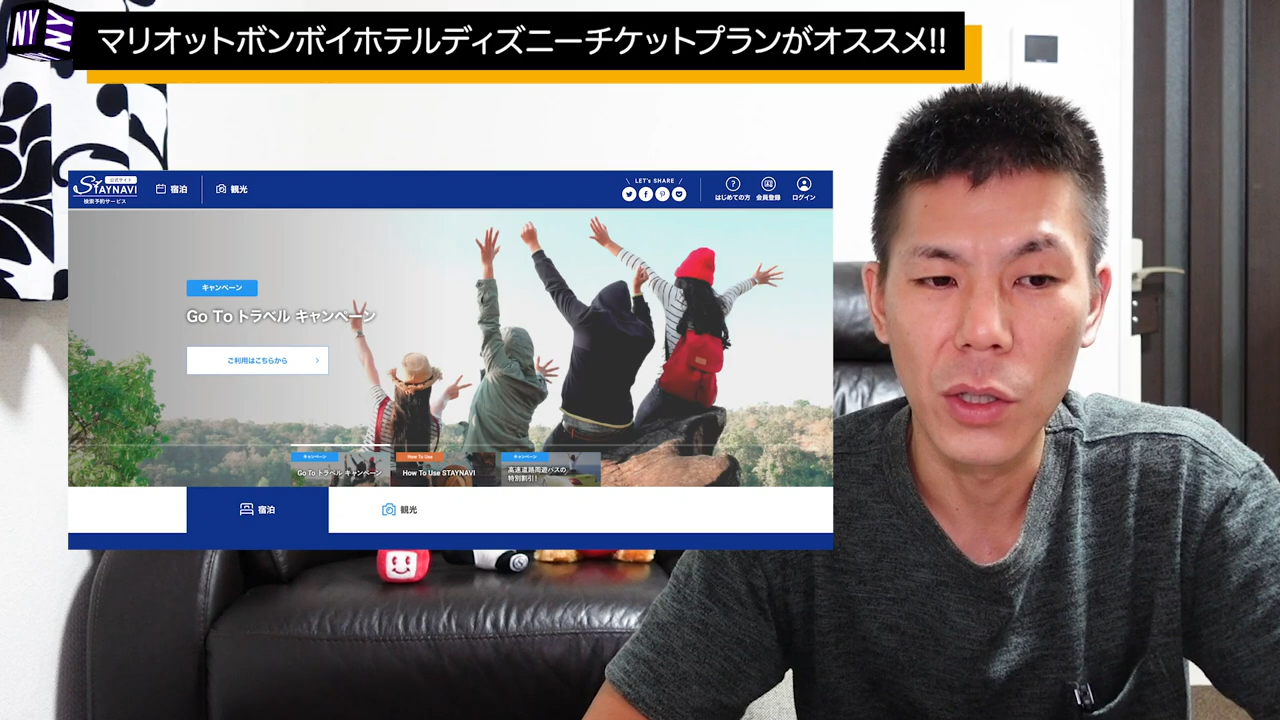 NY
NY
マリオットボンボイホテルディズニーチケットプランがオススメ!!
公式サイト
STAYNAVI
検索予約サービス
宿泊
観光
LET's SHARE
はじめての方
会員登録
ログイン
キャンペーン
Go To トラベル キャンペーン
ご利用はこちらから
キャンペーン
Go To トラベル キャンペーン
How To Use
How To Use STAYNAVI
キャンペーン
高速道路周遊パスの
特別割引!
宿泊
観光